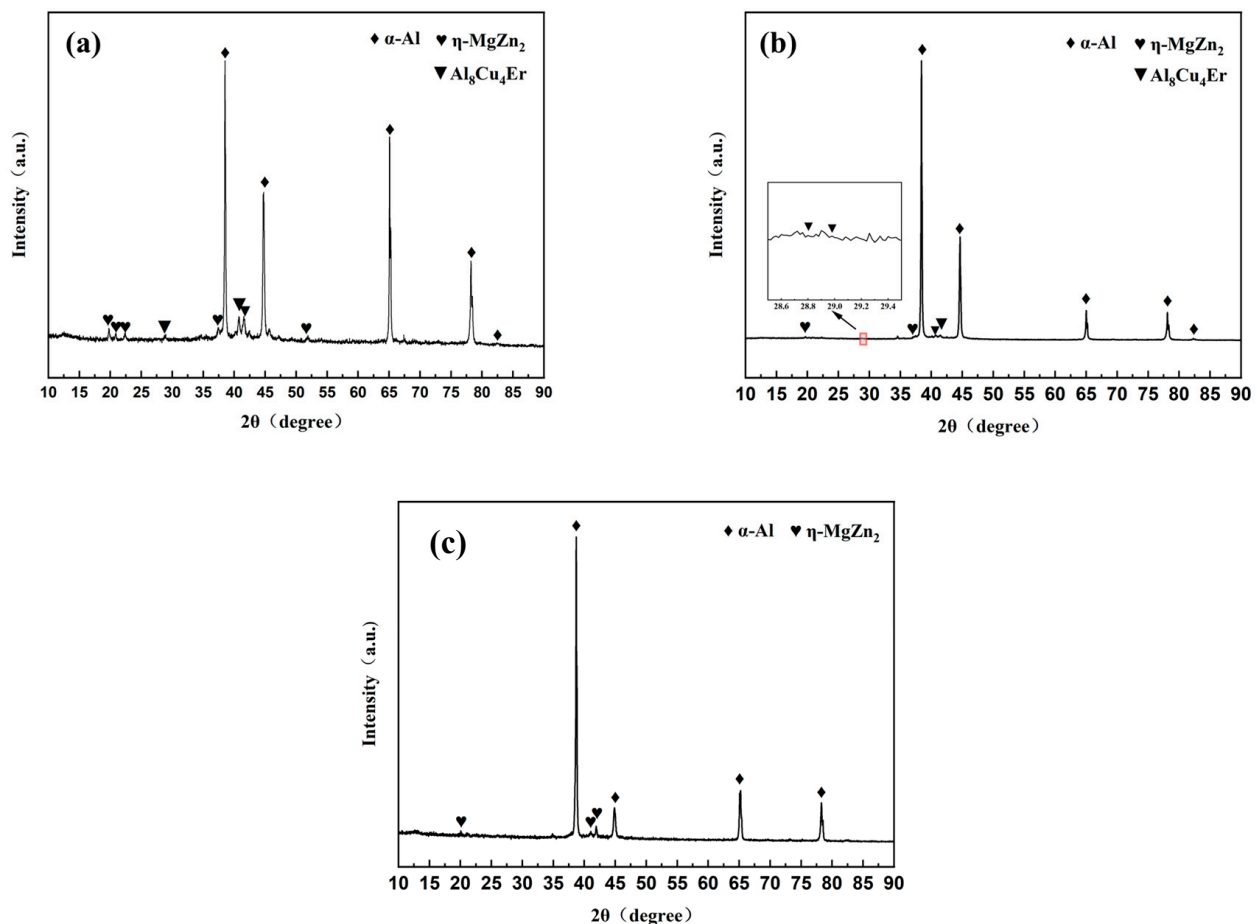 (a)
♦ α-Al ♥ η-MgZn₂
▼ Al₈Cu₄Er
Intensity（a.u.）
10 15 20 25 30 35 40 45 50 55 60 65 70 75 80 85 90
2θ（degree）
(b)
♦ α-Al ♥ η-MgZn₂
▼ Al₈Cu₄Er
Intensity（a.u.）
28.6 28.8 29.0 29.2 29.4
10 15 20 25 30 35 40 45 50 55 60 65 70 75 80 85 90
2θ（degree）
(c)
♦ α-Al ♥ η-MgZn₂
Intensity（a.u.）
10 15 20 25 30 35 40 45 50 55 60 65 70 75 80 85 90
2θ（degree）